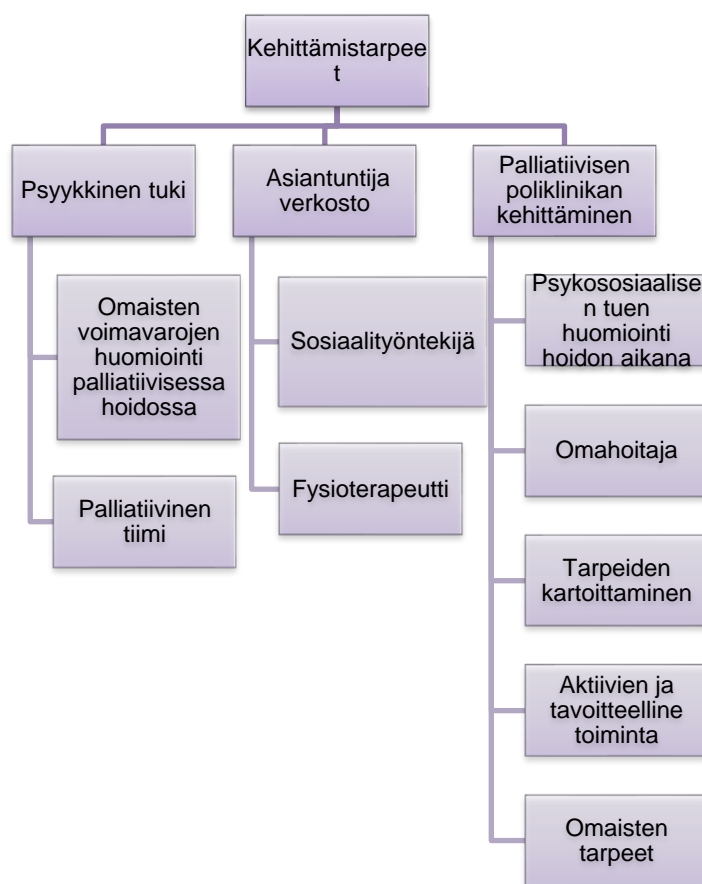 Kehittämistarpee
t
Psyykkinen tuki
Asiantuntija
verkosto
Palliatiivisen
poliklinikan
kehittäminen
Omaisten
voimavarojen
huomiointi
palliatiivisessa
hoidossa
Palliatiivinen
tiimi
Sosiaalityöntekijä
Fysioterapeutti
Psykososiaalise
n tuen
huomiointi
hoidon aikana
Omahoitaja
Tarpeiden
kartoittaminen
Aktiivien ja
tavoitteelline
toiminta
Omaisten
tarpeet